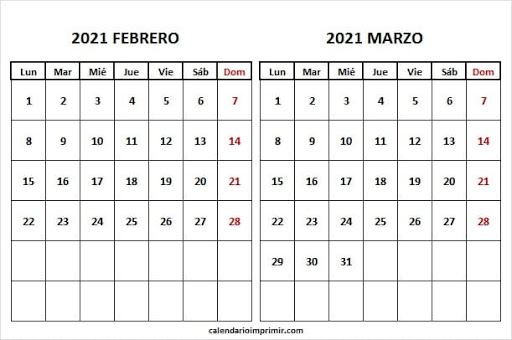 2021 FEBRERO
Lun Mar Mié Jue Vie Sáb Dom
1 2 3 4 5 6 7
8 9 10 11 12 13 14
15 16 17 18 19 20 21
22 23 24 25 26 27 28
2021 MARZO
Lun Mar Mié Jue Vie Sáb Dom
1 2 3 4 5 6 7
8 9 10 11 12 13 14
15 16 17 18 19 20 21
22 23 24 25 26 27 28
29 30 31
calendarioimprimir.com